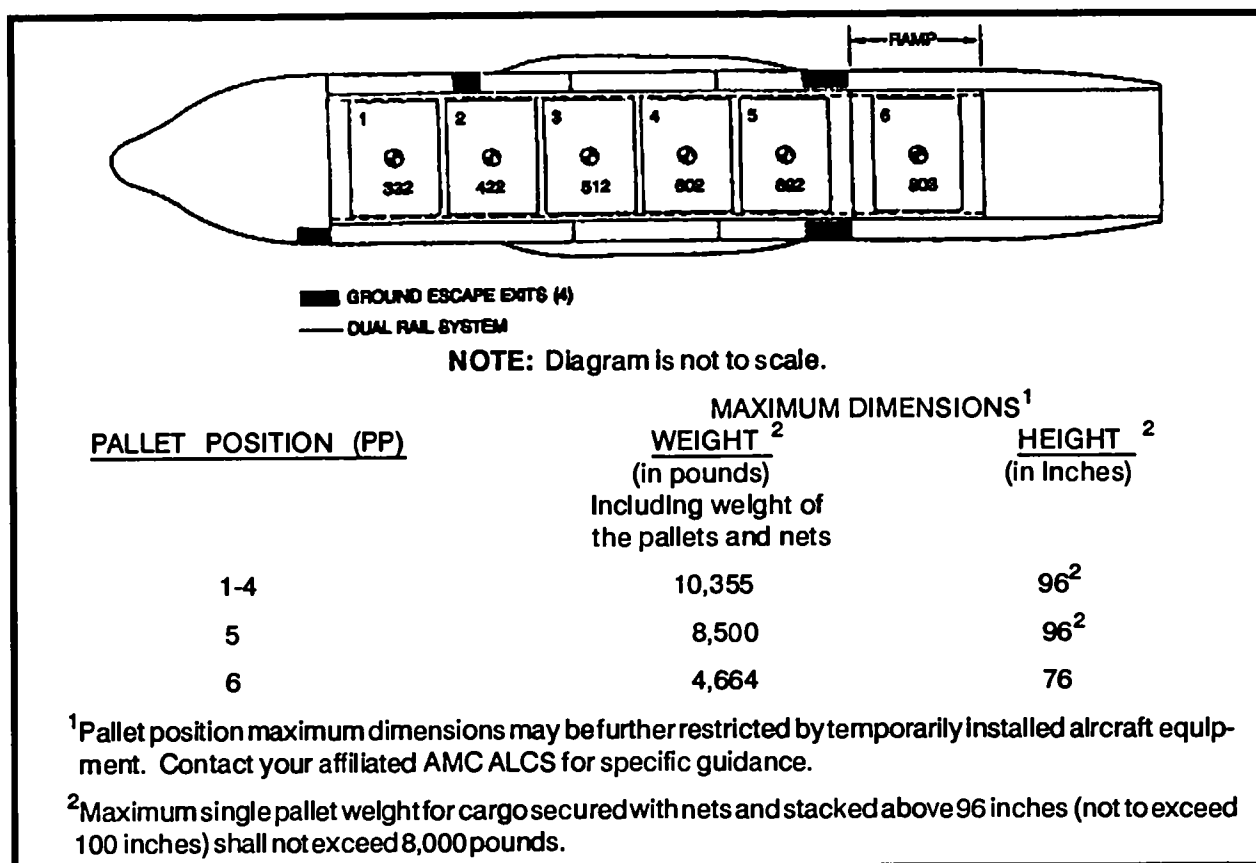 RAMP
1 2 3 4 5 6
332 422 512 602 692 803
GROUND ESCAPE EXITS (4)
DUAL RAIL SYSTEM
NOTE: Diagram is not to scale.
MAXIMUM DIMENSIONS1
PALLET POSITION (PP) WEIGHT 2 HEIGHT 2
(in pounds) (in Inches)
Including weight of
the pallets and nets
1-4 10,355 962
5 8,500 962
6 4,664 76
1Pallet position maximum dimensions may be further restricted by temporarily installed aircraft equip-
ment. Contact your affiliated AMC ALCS for specific guidance.
2Maximum single pallet weight for cargo secured with nets and stacked above 96 inches (not to exceed
100 inches) shall not exceed 8,000 pounds.